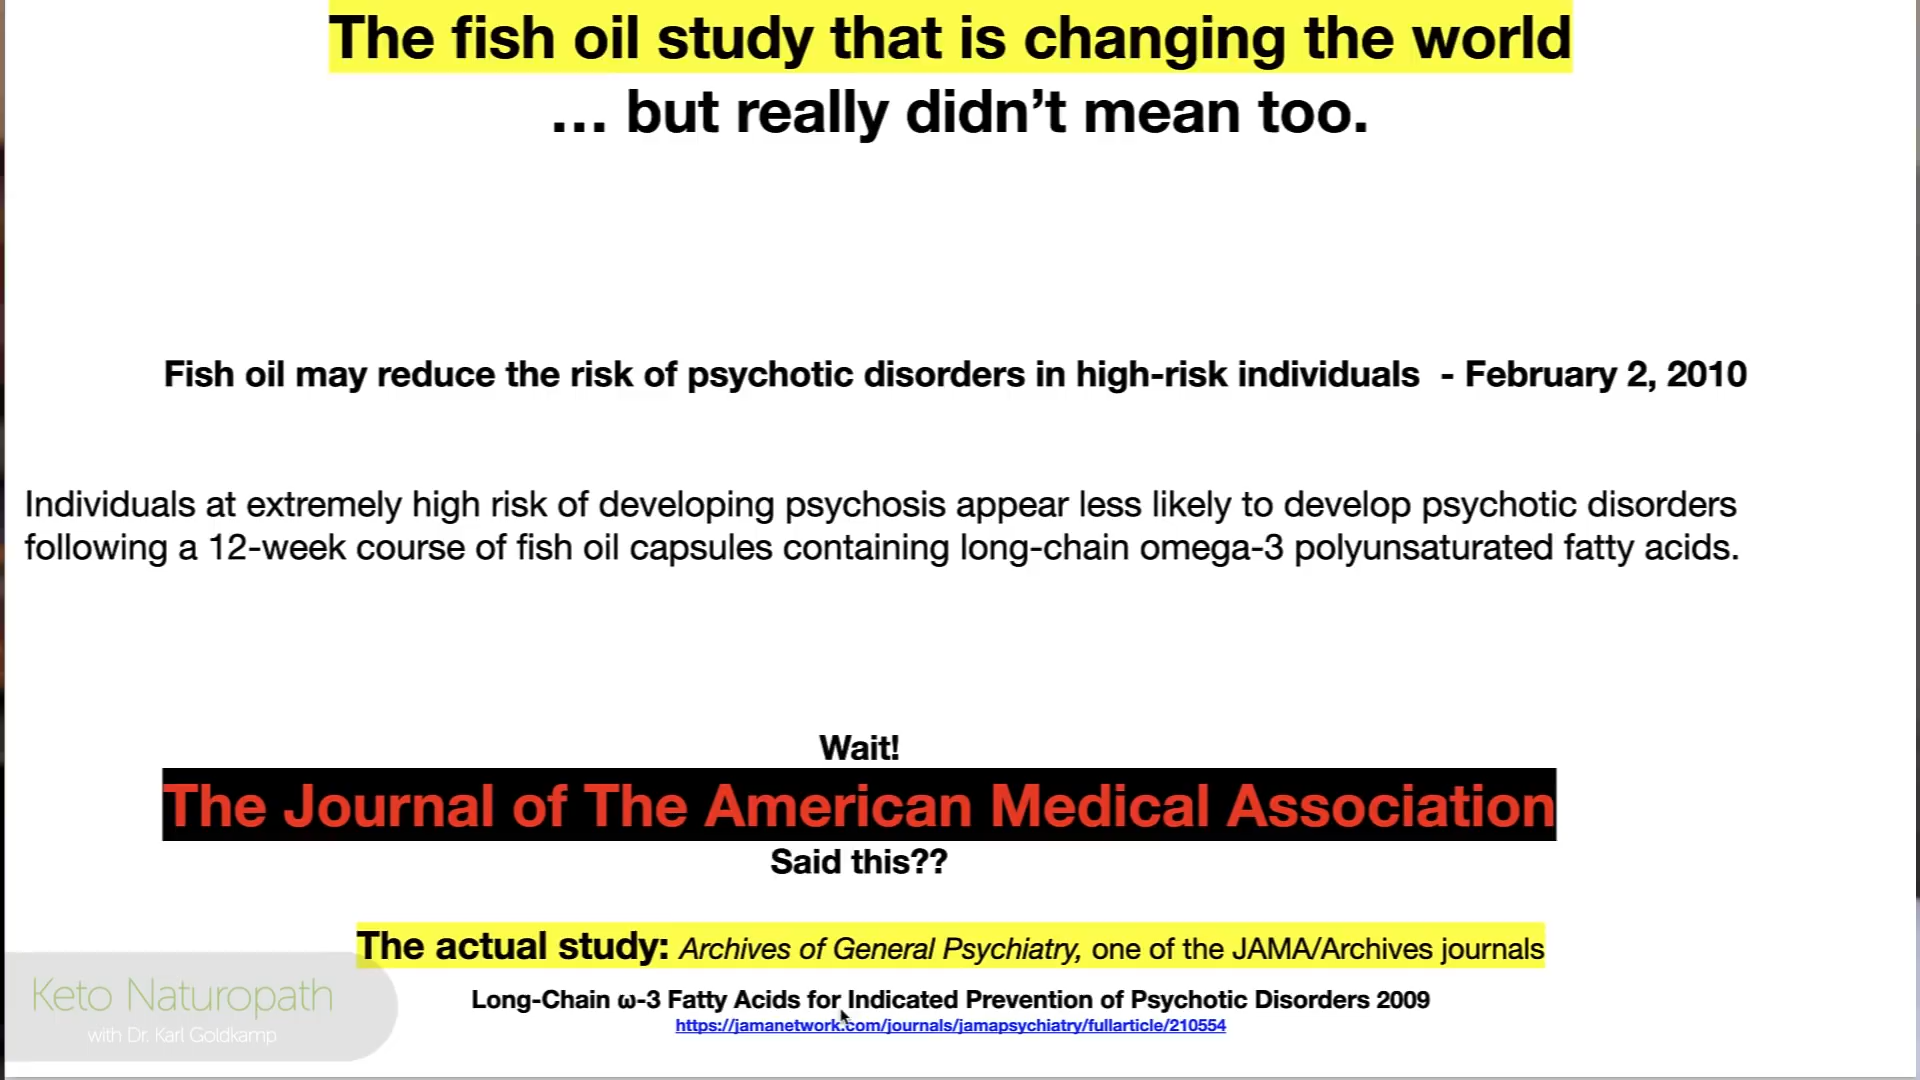 The fish oil study that is changing the world
… but really didn’t mean too.
Fish oil may reduce the risk of psychotic disorders in high-risk individuals - February 2, 2010
Individuals at extremely high risk of developing psychosis appear less likely to develop psychotic disorders
following a 12-week course of fish oil capsules containing long-chain omega-3 polyunsaturated fatty acids.
Wait!
The Journal of The American Medical Association
Said this??
The actual study: Archives of General Psychiatry, one of the JAMA/Archives journals
Long-Chain ω-3 Fatty Acids for Indicated Prevention of Psychotic Disorders 2009
https://jamanetwork.com/journals/jamapsychiatry/fullarticle/210554
Keto Naturopath
with Dr. Karl Goldkamp